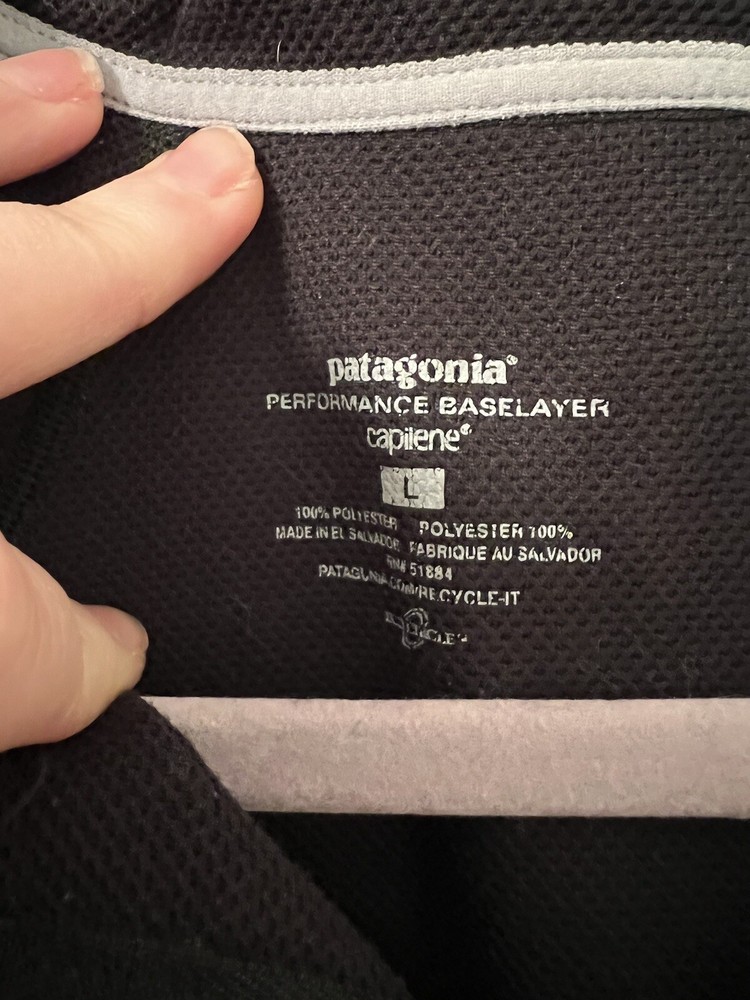 patagonia®
PERFORMANCE BASELAYER
capilene®
L
100% POLYESTER POLYESTER 100%
MADE IN EL SALVADOR FABRIQUE AU SALVADOR
RN# 51884
PATAGONIA.COM/RECYCLE-IT